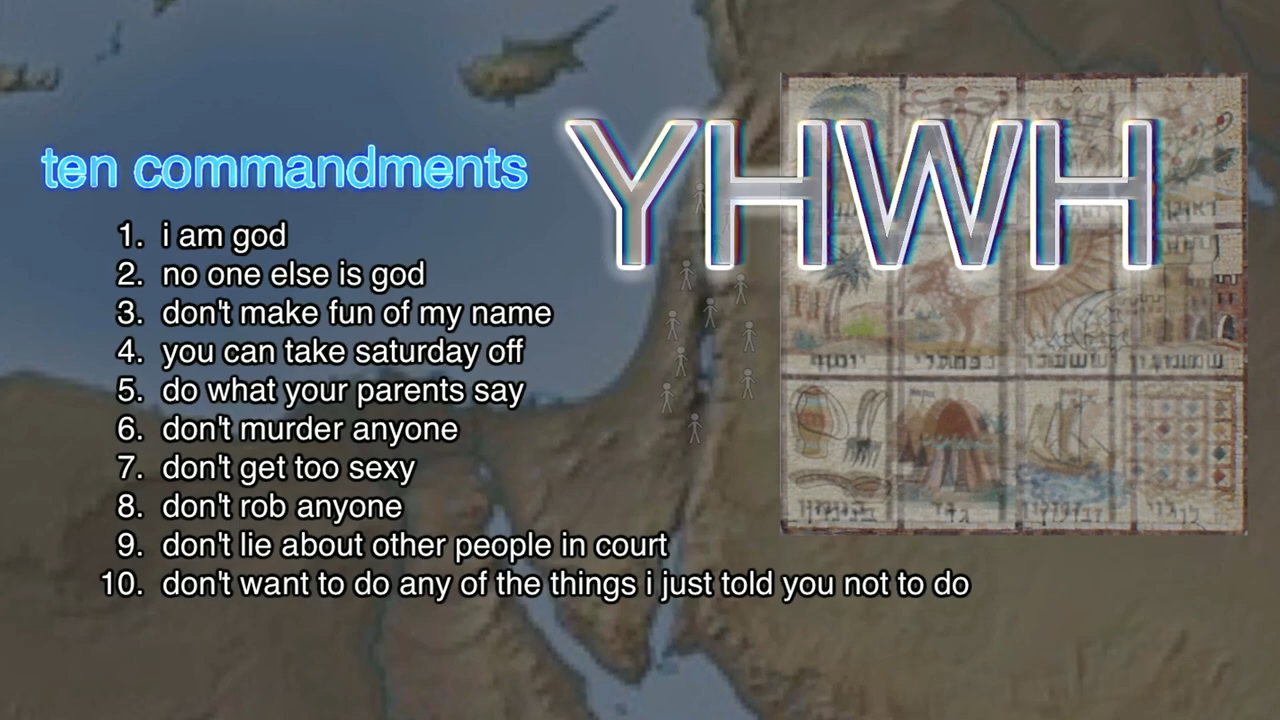 YHWH
ten commandments
1. i am god
2. no one else is god
3. don't make fun of my name
4. you can take saturday off
5. do what your parents say
6. don't murder anyone
7. don't get too sexy
8. don't rob anyone
9. don't lie about other people in court
10. don't want to do any of the things i just told you not to do